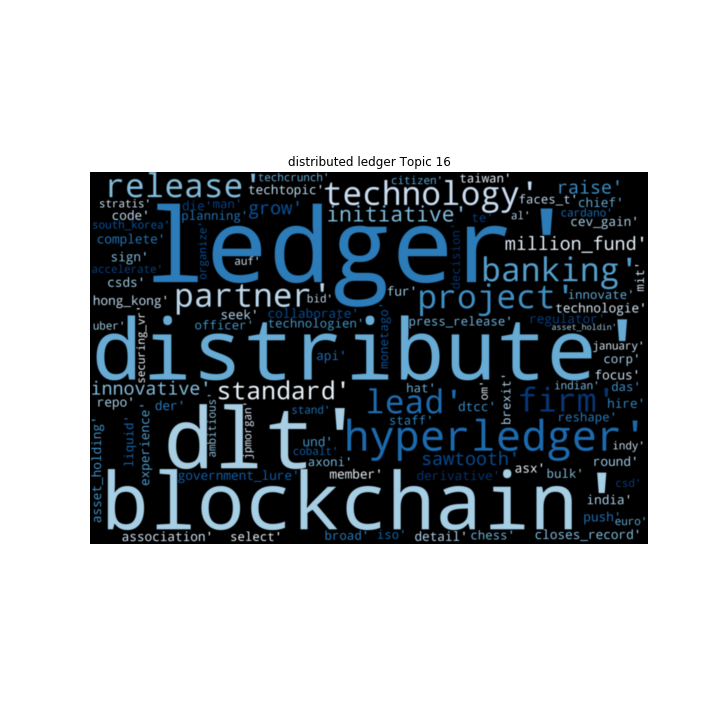 distributed ledger Topic 16
release' techcrunch' citizen' taiwan'
techtopic' technology' faces_t' raise'
stratis' die' man' grow' initiative' te' al' cardano' chief'
code' planning' cev_gain'
south_korea' ledger'
complete' organize' decision' million_fund'
sign' auf' banking' mit'
accelerate'
csds' partner' bid' fur' project' innovate'
hong_kong' seek' collaborate' technologie'
uber' officer' technologien' press_release' regulator' asset_holdin'
securing_vr' distribute' monetago' january'
api' corp'
innovative' standard' hat' om' indian' das' focus'
repo' der' stand' lead' dtcc' brexit' firm' hire'
staff' reshape'
asset_holding' liquid' experience' ambitious' dlt' jpmorgan' und' hyperledger' indy'
cobalt'
axoni' sawtooth' asx' round'
government_lure' member' derivative' bulk' india' csd'
blockchain' push' euro'
association' select' broad' iso' detail' chess' closes_record'